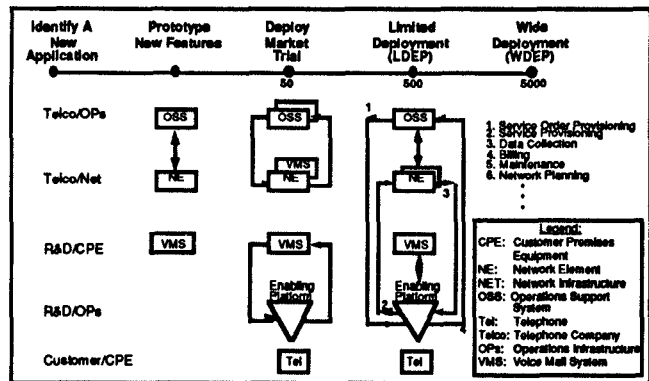 Identify A
New
Application
Prototype
New Features
Deploy
Market
Trial
Limited
Deployment
(LDEP)
Wide
Deployment
(WDEP)
50
500
5000
Telco/OPs
OSS
OSS
1
OSS
1. Service Order Provisioning
2. Service Provisioning
3. Data Collection
4. Billing
5. Maintenance
6. Network Planning
VMS
Telco/Net
NE
NE
NE
3
R&D/CPE
VMS
VMS
VMS
Enabling
Platform
Enabling
Platform
R&D/OPs
2
4
Customer/CPE
Tel
Tel
Legend:
CPE: Customer Premises
Equipment
NE: Network Element
NET: Network Infrastructure
OSS: Operations Support
System
Tel: Telephone
Telco: Telephone Company
OPs: Operations Infrastructure
VMS: Voice Mail System